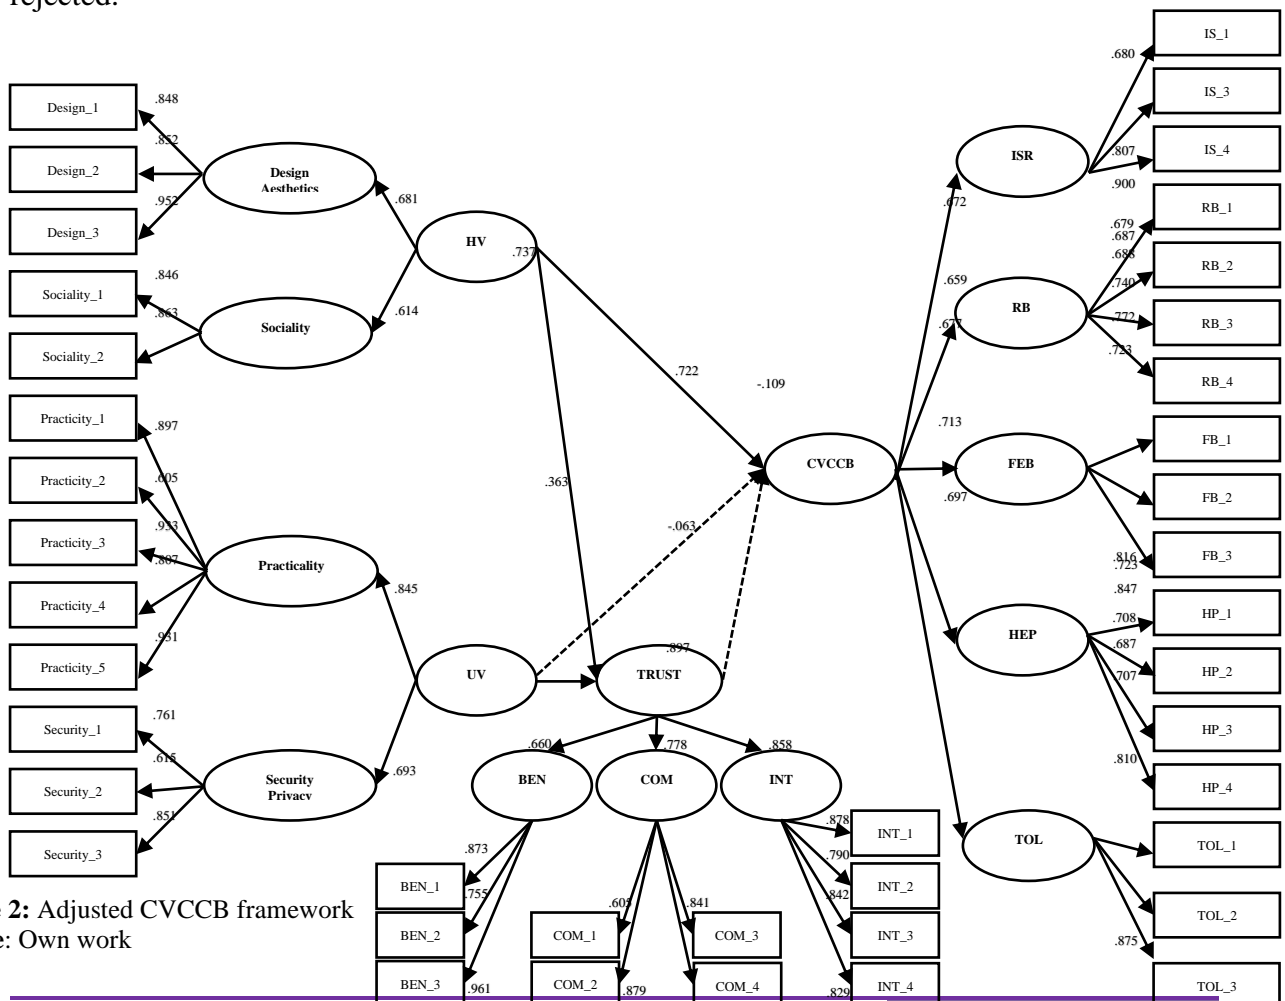 rejected.
Design_1
Design_2
Design_3
Sociality_1
Sociality_2
Practicity_1
Practicity_2
Practicity_3
Practicity_4
Practicity_5
Security_1
Security_2
Security_3
.848
.852
.952
.846
.863
.897
.605
.933
.807
.931
.761
.615
.851
Design
Aesthetics
Sociality
Practicality
Security
Privacy
.681
.614
.845
.693
HV
UV
.737
.722
-.109
.363
-.063
.897
TRUST
CVCCB
.660
.778
.858
BEN
COM
INT
.873
.755
.961
BEN_1
BEN_2
BEN_3
.605
.841
.879
COM_1
COM_2
COM_3
COM_4
.878
.790
.842
.829
INT_1
INT_2
INT_3
INT_4
.672
.659
.677
.713
.697
ISR
RB
FEB
HEP
TOL
.680
.807
.900
.679
.687
.688
.740
.772
.723
.816
.723
.847
.708
.687
.707
.810
.875
IS_1
IS_3
IS_4
RB_1
RB_2
RB_3
RB_4
FB_1
FB_2
FB_3
HP_1
HP_2
HP_3
HP_4
TOL_1
TOL_2
TOL_3
2: Adjusted CVCCB framework
: Own work